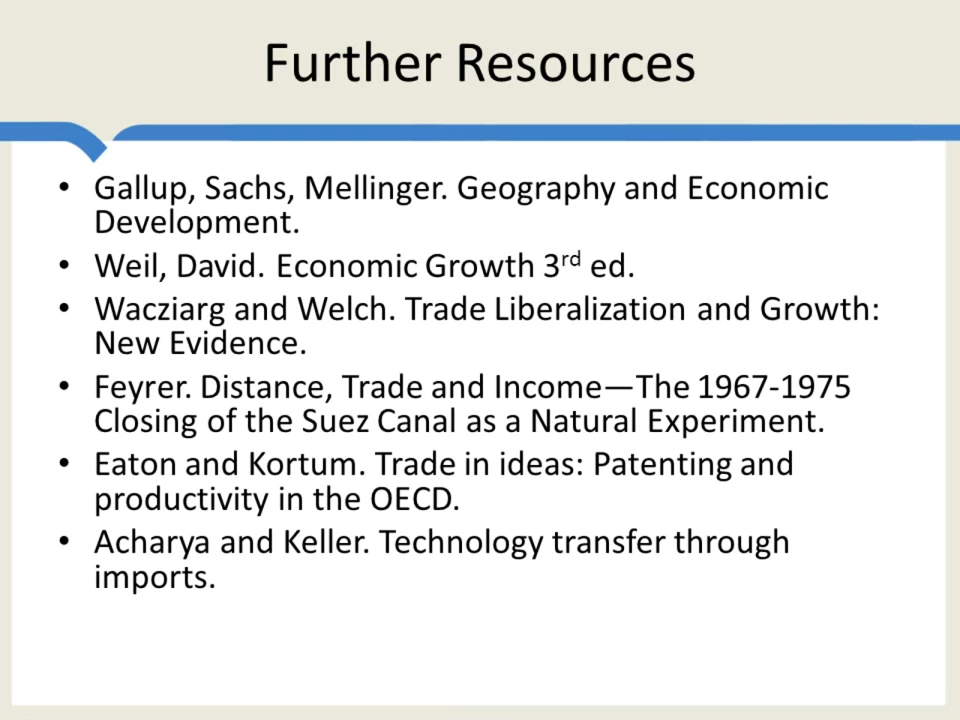 Further Resources
• Gallup, Sachs, Mellinger. Geography and Economic
Development.
• Weil, David. Economic Growth 3rd ed.
• Wacziarg and Welch. Trade Liberalization and Growth:
New Evidence.
• Feyrer. Distance, Trade and Income—The 1967-1975
Closing of the Suez Canal as a Natural Experiment.
• Eaton and Kortum. Trade in ideas: Patenting and
productivity in the OECD.
• Acharya and Keller. Technology transfer through
imports.